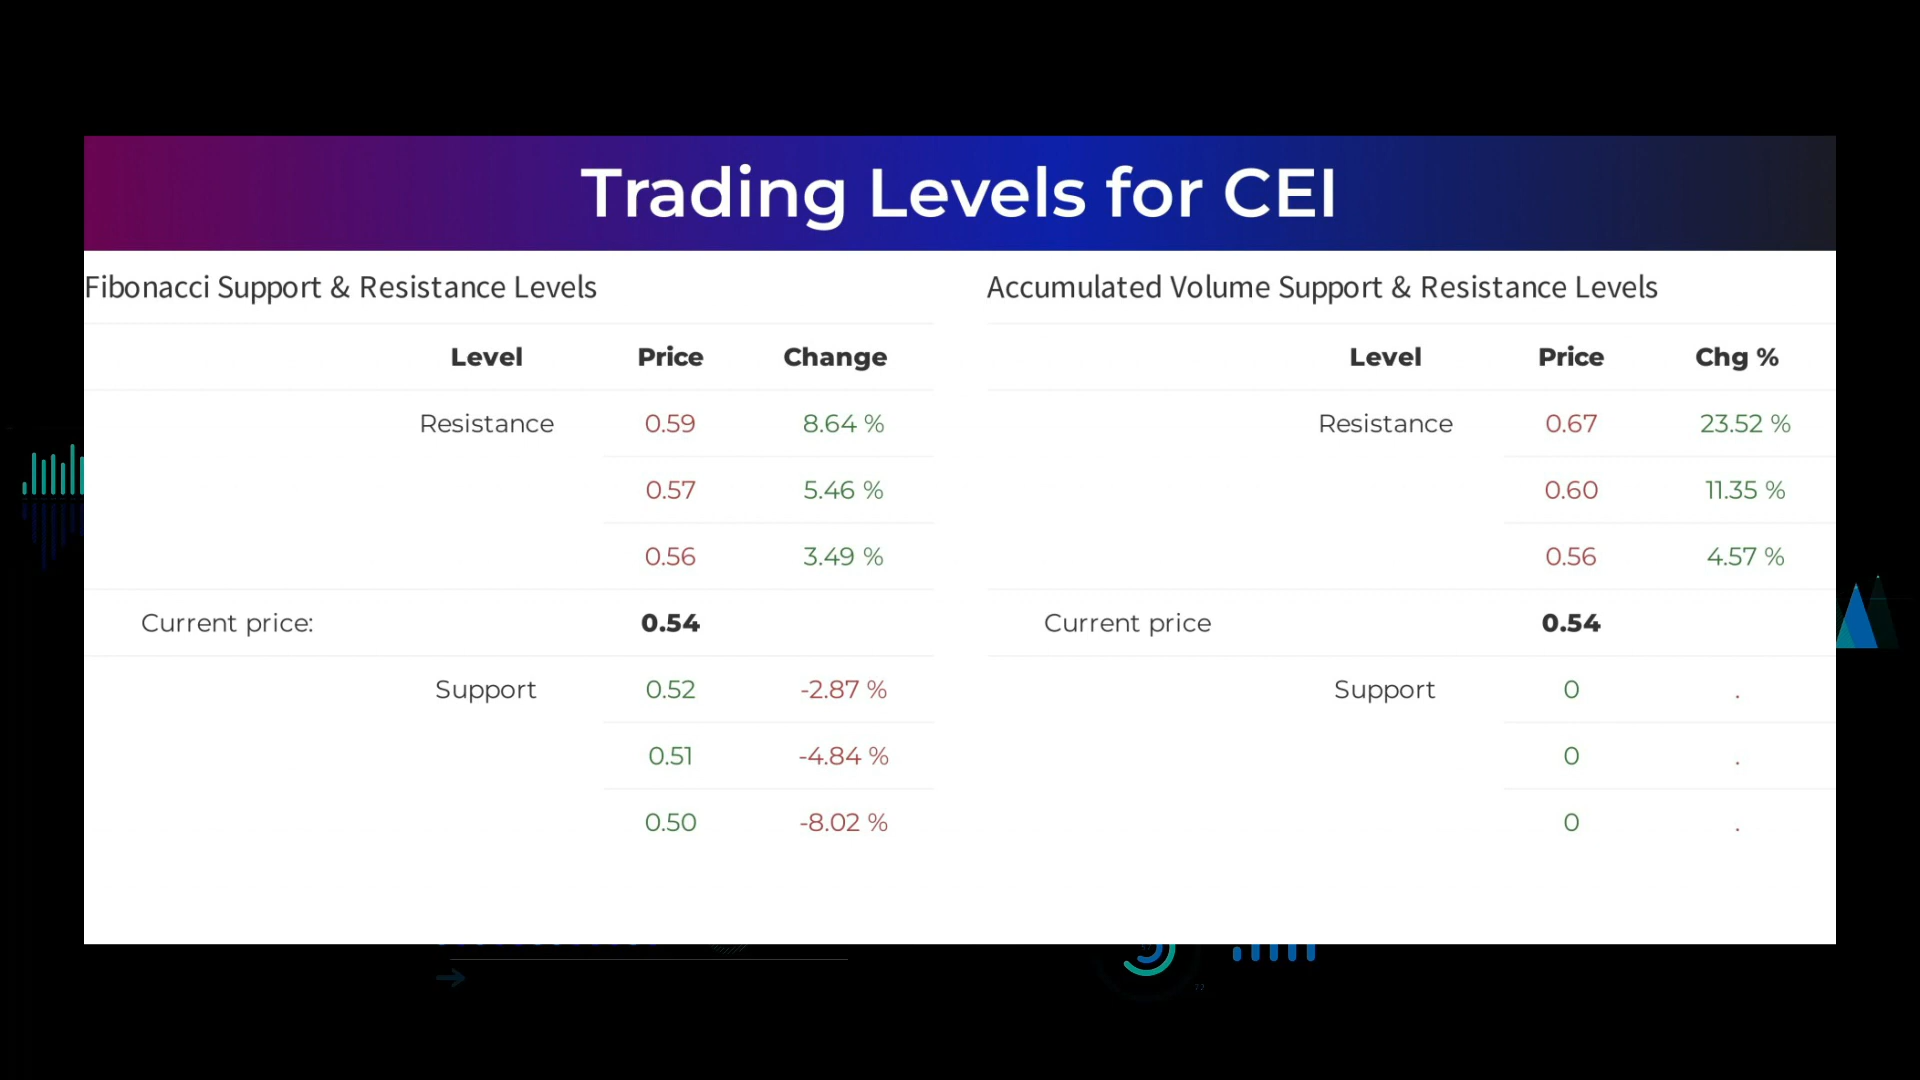 Trading Levels for CEI
Fibonacci Support & Resistance Levels
Level Price Change
Resistance 0.59 8.64 %
0.57 5.46 %
0.56 3.49 %
Current price: 0.54
Support 0.52 -2.87 %
0.51 -4.84 %
0.50 -8.02 %
Accumulated Volume Support & Resistance Levels
Level Price Chg %
Resistance 0.67 23.52 %
0.60 11.35 %
0.56 4.57 %
Current price 0.54
Support 0 .
0 .
0 .